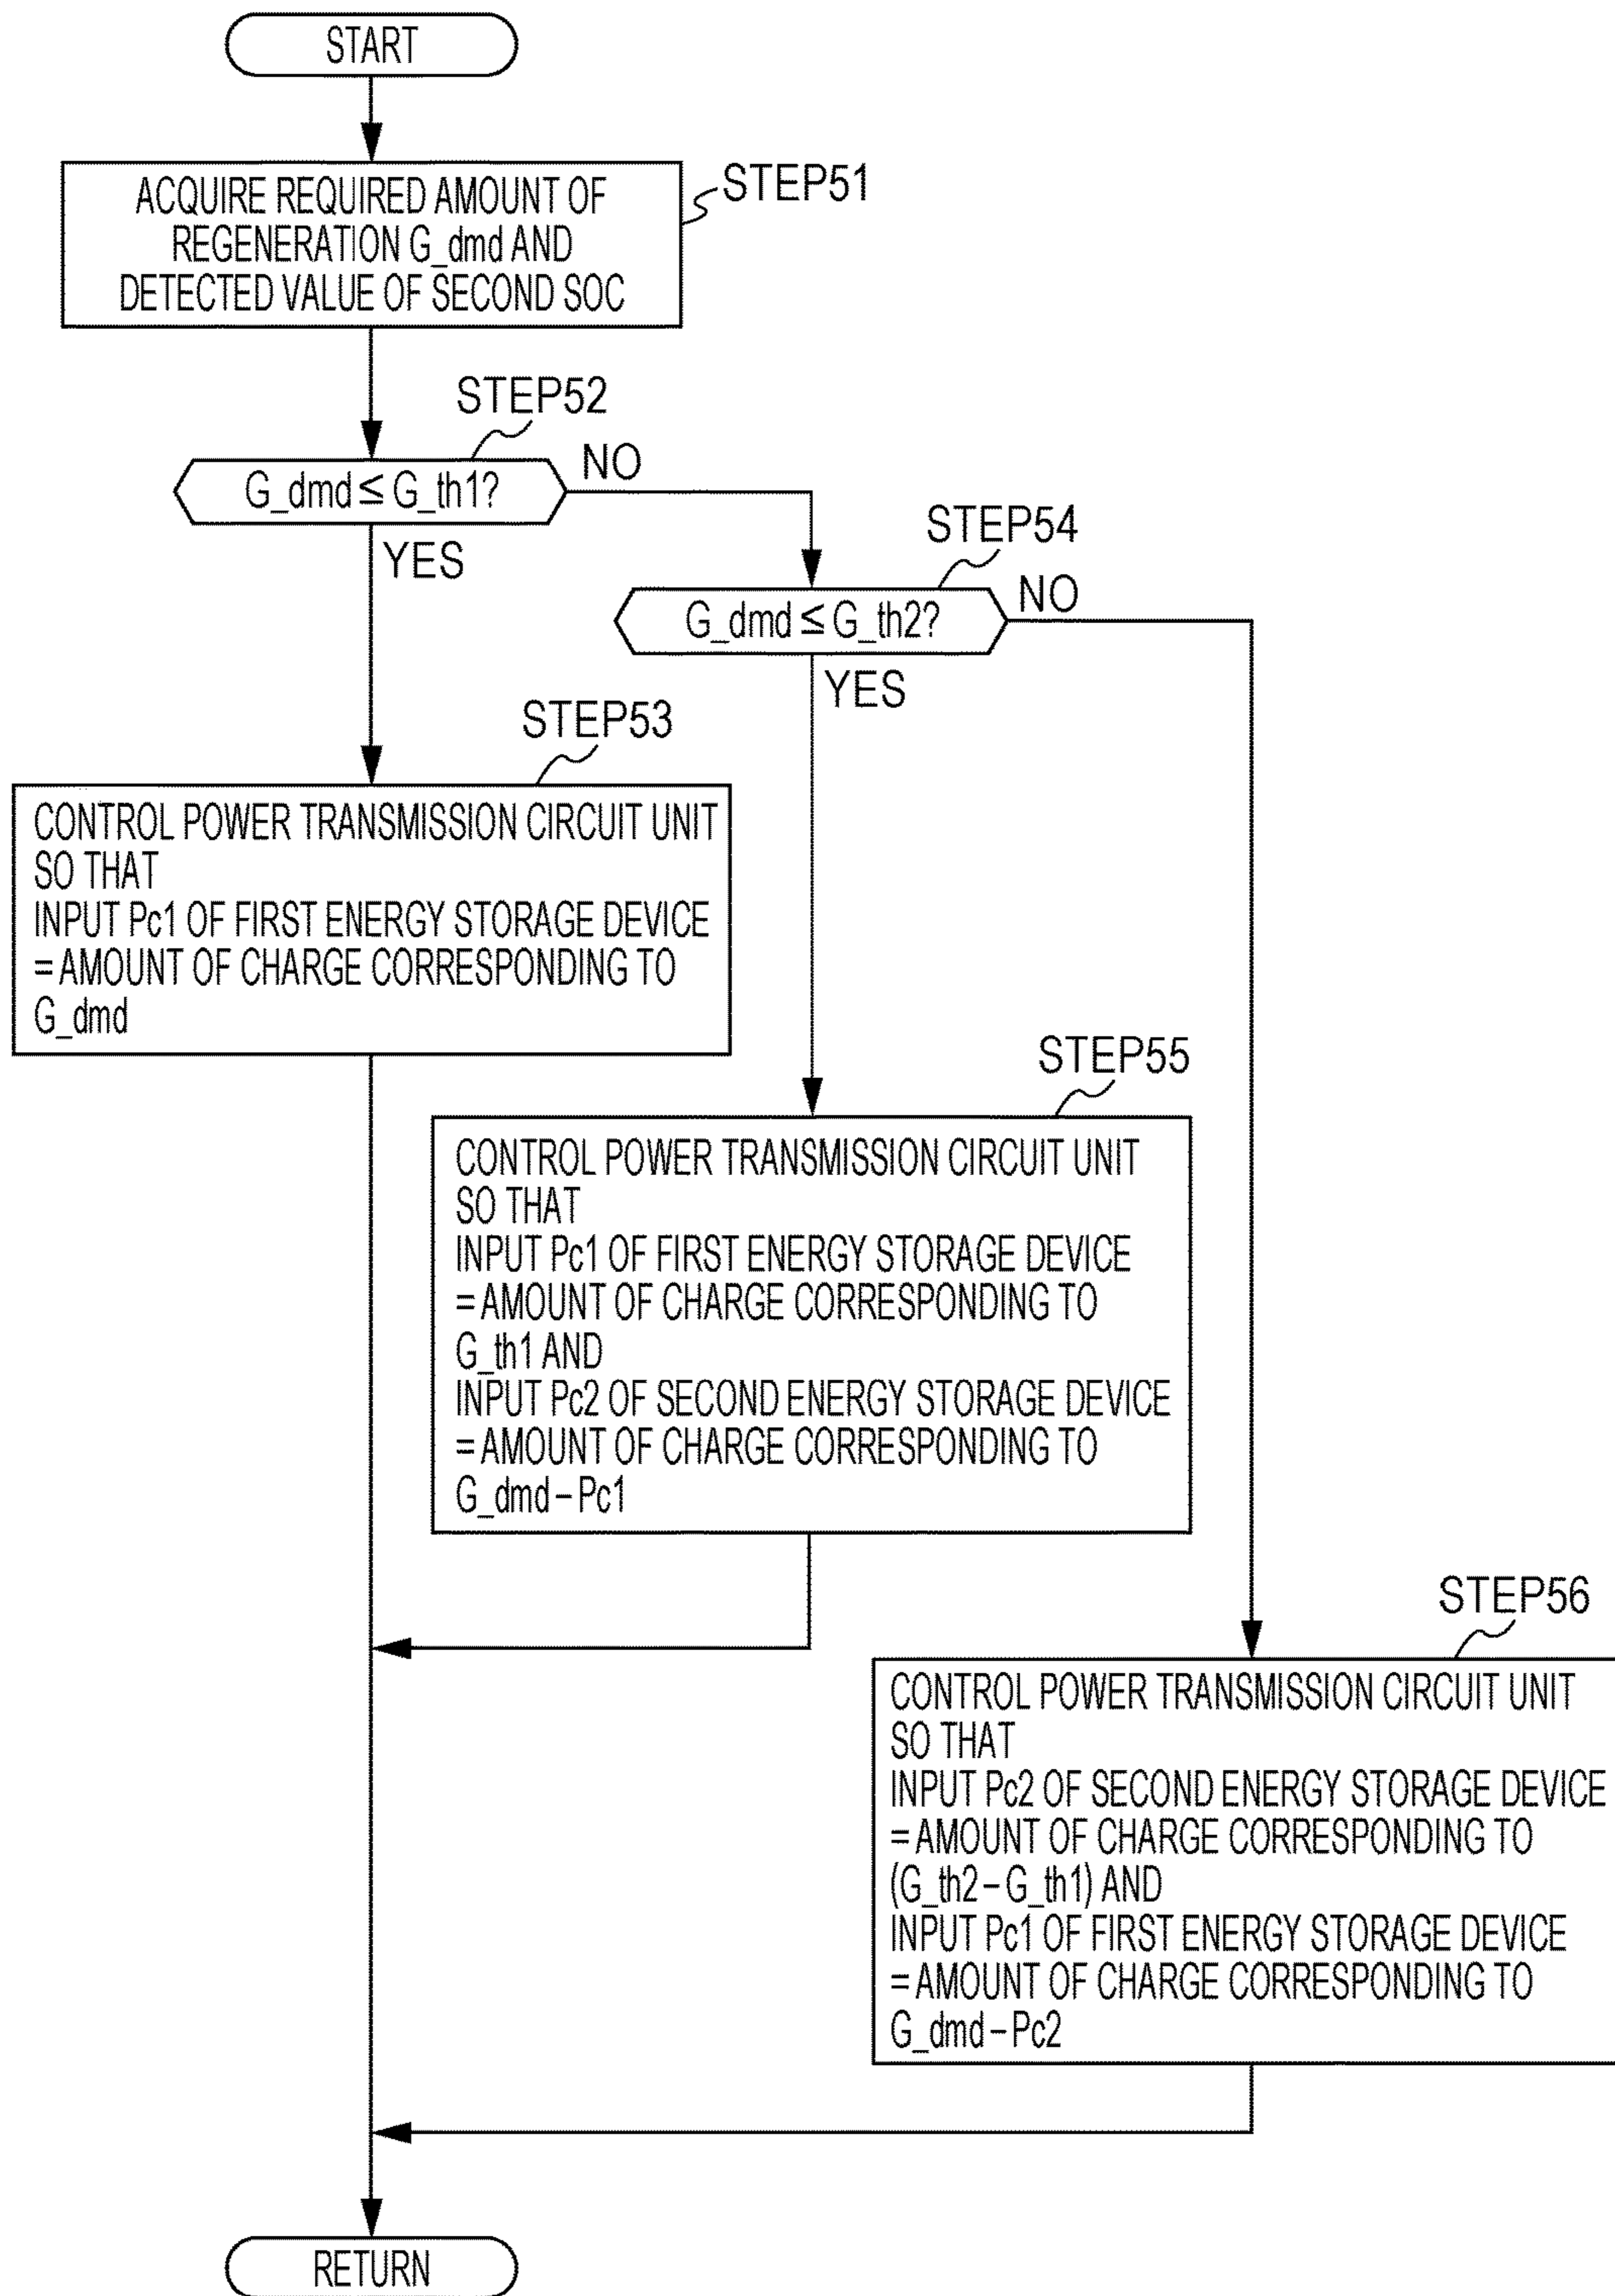 START
ACQUIRE REQUIRED AMOUNT OF
REGENERATION G_dmd AND
DETECTED VALUE OF SECOND SOC
STEP51
STEP52
G_dmd ≤ G_th1?
NO
YES
STEP54
G_dmd ≤ G_th2?
NO
YES
STEP53
CONTROL POWER TRANSMISSION CIRCUIT UNIT
SO THAT
INPUT Pc1 OF FIRST ENERGY STORAGE DEVICE
= AMOUNT OF CHARGE CORRESPONDING TO
G_dmd
STEP55
CONTROL POWER TRANSMISSION CIRCUIT UNIT
SO THAT
INPUT Pc1 OF FIRST ENERGY STORAGE DEVICE
= AMOUNT OF CHARGE CORRESPONDING TO
G_th1 AND
INPUT Pc2 OF SECOND ENERGY STORAGE DEVICE
= AMOUNT OF CHARGE CORRESPONDING TO
G_dmd – Pc1
STEP56
CONTROL POWER TRANSMISSION CIRCUIT UNIT
SO THAT
INPUT Pc2 OF SECOND ENERGY STORAGE DEVICE
= AMOUNT OF CHARGE CORRESPONDING TO
(G_th2 – G_th1) AND
INPUT Pc1 OF FIRST ENERGY STORAGE DEVICE
= AMOUNT OF CHARGE CORRESPONDING TO
G_dmd – Pc2
RETURN